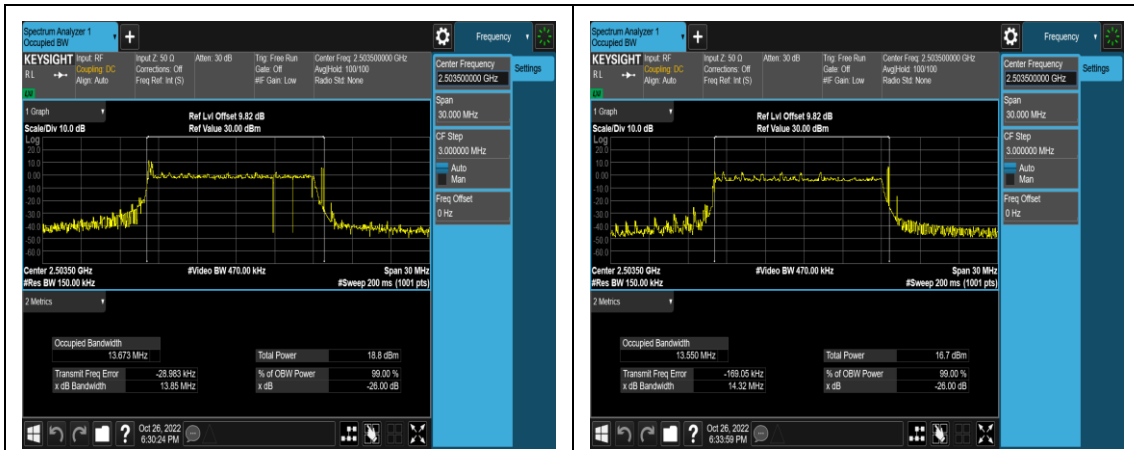 Spectrum Analyzer 1
Occupied BW
Frequency
KEYSIGHT
Input: RF
Coupling: DC
Align: Auto
Input Z: 50 Ω
Corrections: Off
Freq Ref: Int (S)
Atten: 30 dB
Trig: Free Run
Gate: Off
#IF Gain: Low
Center Freq: 2.503500000 GHz
Avg|Hold: 100/100
Radio Std: None
R L
LW
Center Frequency
2.503500000 GHz
Settings
Span
30.000 MHz
CF Step
3.000000 MHz
Auto
Man
Freq Offset
0 Hz
1 Graph
Scale/Div 10.0 dB
Ref Lvl Offset 9.82 dB
Ref Value 30.00 dBm
Log
20.0
10.0
0.00
-10.0
-20.0
-30.0
-40.0
-50.0
-60.0
Center 2.50350 GHz
#Res BW 150.00 kHz
#Video BW 470.00 kHz
Span 30 MHz
#Sweep 200 ms (1001 pts)
2 Metrics
Occupied Bandwidth
13.673 MHz
Total Power 18.8 dBm
Transmit Freq Error -28.983 kHz
% of OBW Power 99.00 %
x dB Bandwidth 13.85 MHz
x dB -26.00 dB
?
Oct 26, 2022
6:30:24 PM
Spectrum Analyzer 1
Occupied BW
Frequency
KEYSIGHT
Input: RF
Coupling: DC
Align: Auto
Input Z: 50 Ω
Corrections: Off
Freq Ref: Int (S)
Atten: 30 dB
Trig: Free Run
Gate: Off
#IF Gain: Low
Center Freq: 2.503500000 GHz
Avg|Hold: 100/100
Radio Std: None
R L
LW
Center Frequency
2.503500000 GHz
Settings
Span
30.000 MHz
CF Step
3.000000 MHz
Auto
Man
Freq Offset
0 Hz
1 Graph
Scale/Div 10.0 dB
Ref Lvl Offset 9.82 dB
Ref Value 30.00 dBm
Log
20.0
10.0
0.00
-10.0
-20.0
-30.0
-40.0
-50.0
-60.0
Center 2.50350 GHz
#Res BW 150.00 kHz
#Video BW 470.00 kHz
Span 30 MHz
#Sweep 200 ms (1001 pts)
2 Metrics
Occupied Bandwidth
13.550 MHz
Total Power 16.7 dBm
Transmit Freq Error -169.05 kHz
% of OBW Power 99.00 %
x dB Bandwidth 14.32 MHz
x dB -26.00 dB
?
Oct 26, 2022
6:33:59 PM